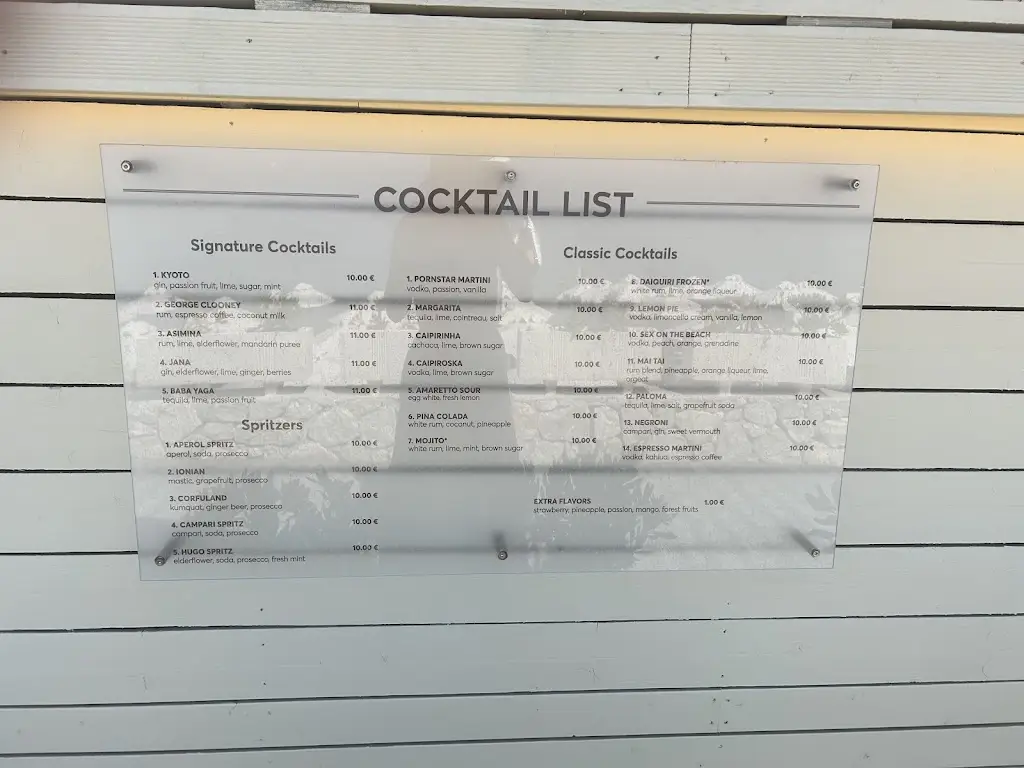 COCKTAIL LIST
Signature Cocktails
1. KYOTO 10.00 €
gin, passion fruit, lime, sugar, mint
2. GEORGE CLOONEY 11.00 €
rum, espresso coffee, coconut milk
3. ASIMINA 11.00 €
rum, lime, elderflower, mandarin puree
4. JANA 11.00 €
gin, elderflower, lime, ginger, berries
5. BABA YAGA 11.00 €
tequila, lime, passion fruit
Spritzers
1. APEROL SPRITZ 10.00 €
aperol, soda, prosecco
2. IONIAN 10.00 €
mastic, grapefruit, prosecco
3. CORFULAND 10.00 €
kumquat, ginger beer, prosecco
4. CAMPARI SPRITZ 10.00 €
campari, soda, prosecco
5. HUGO SPRITZ 10.00 €
elderflower, soda, prosecco, fresh mint
Classic Cocktails
1. PORNSTAR MARTINI 10.00 €
vodka, passion, vanilla
2. MARGARITA 10.00 €
tequila, lime, cointreau, salt
3. CAIPIRINHA 10.00 €
cachaca, lime, brown sugar
4. CAIPIROSKA 10.00 €
vodka, lime, brown sugar
5. AMARETTO SOUR 10.00 €
egg white, fresh lemon
6. PINA COLADA 10.00 €
white rum, coconut, pineapple
7. MOJITO* 10.00 €
white rum, lime, mint, brown sugar
8. DAIQUIRI FROZEN* 10.00 €
white rum, lime, orange liqueur
9. LEMON PIE 10.00 €
vodka, limoncello cream, vanilla, lemon
10. SEX ON THE BEACH 10.00 €
vodka, peach, orange, grenadine
11. MAI TAI 10.00 €
rum blend, pineapple, orange liqueur, lime,
orgeat
12. PALOMA 10.00 €
tequila, lime, salt, grapefruit soda
13. NEGRONI 10.00 €
campari, gin, sweet vermouth
14. ESPRESSO MARTINI 10.00 €
vodka, kahlua, espresso coffee
EXTRA FLAVORS 1.00 €
strawberry, pineapple, passion, mango, forest fruits